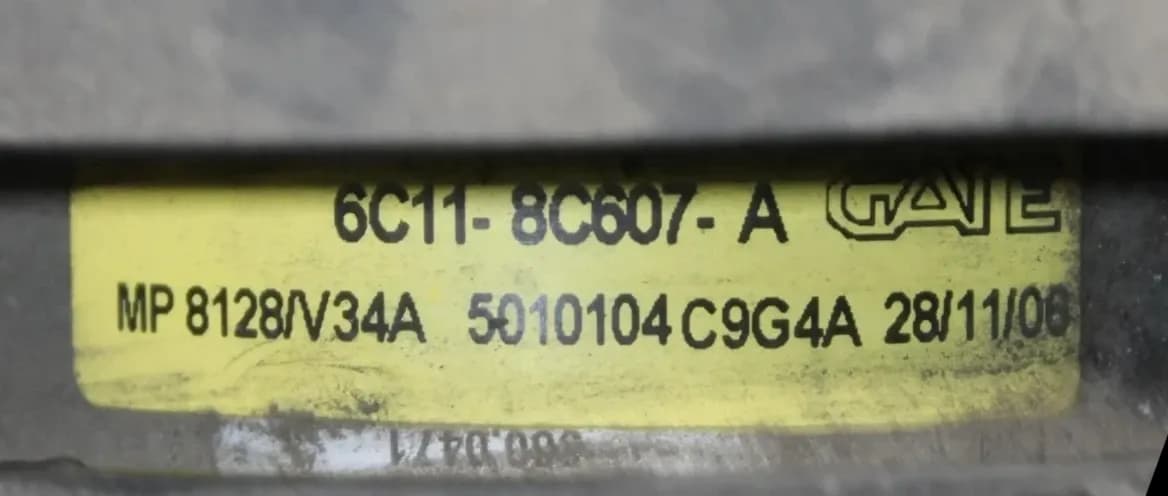 6C11- 8C607- A GATE
MP 8128/V34A 5010104 C9G4A 28/11/06